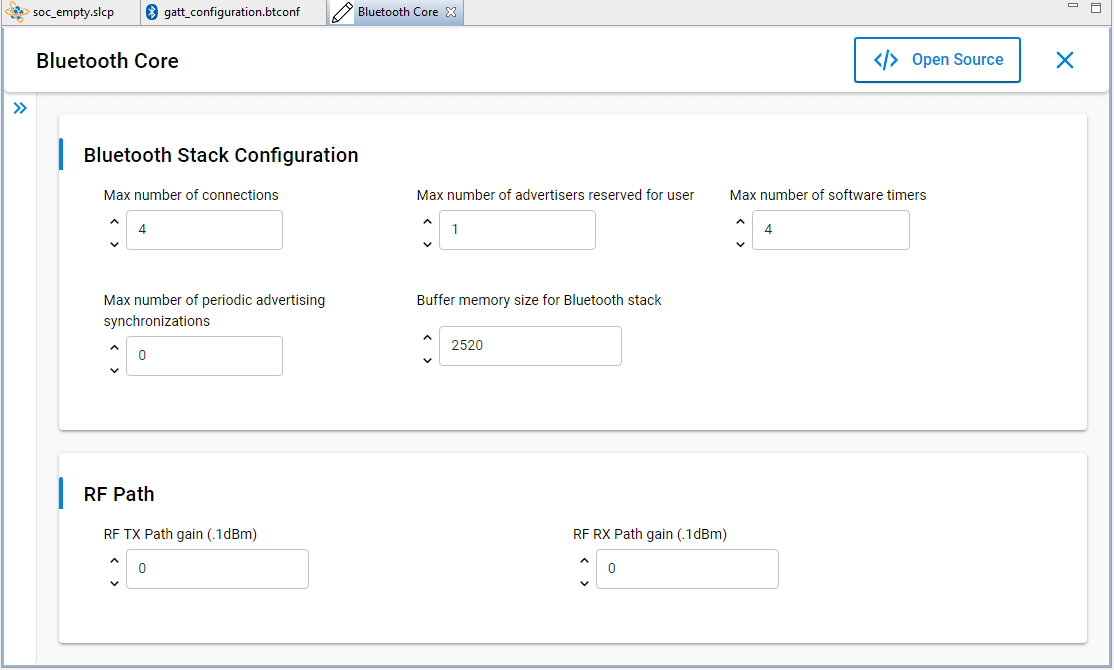 soc_empty.slcp gatt_configuration.btconf Bluetooth Core
Bluetooth Core Open Source
Bluetooth Stack Configuration
Max number of connections Max number of advertisers reserved for user Max number of software timers
4 1 4
Max number of periodic advertising Buffer memory size for Bluetooth stack
synchronizations
0 2520
RF Path
RF TX Path gain (.1dBm) RF RX Path gain (.1dBm)
0 0